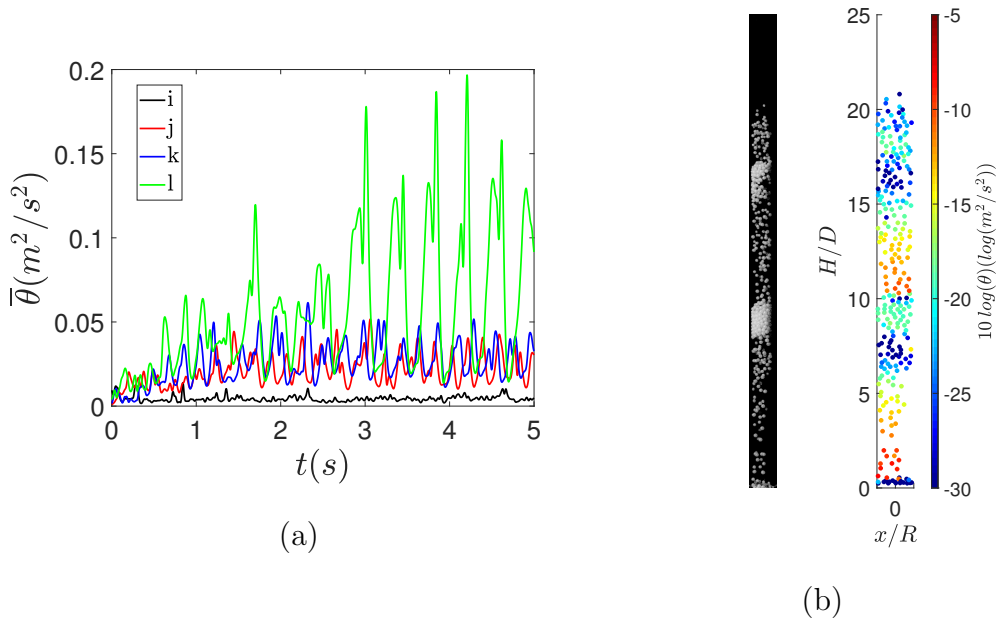 0.2
0.15
0.1
0.05
0
θ̅(m²/s²)
i
j
k
l
0 1 2 3 4 5
t(s)
(a)
25
20
15
10
5
0
H/D
0
x/R
-5
-10
-15
-20
-25
-30
10 log(θ)(log(m²/s²))
(b)